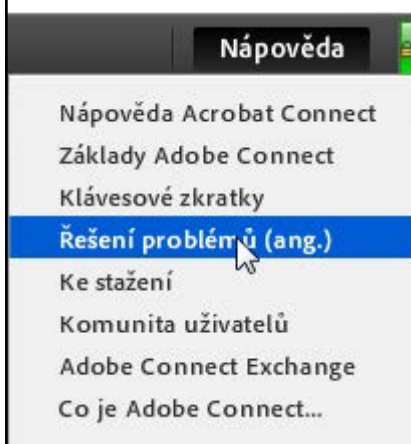 Nápověda
Nápověda Acrobat Connect
Základy Adobe Connect
Klávesové zkratky
Řešení problémů (ang.)
Ke stažení
Komunita uživatelů
Adobe Connect Exchange
Co je Adobe Connect...